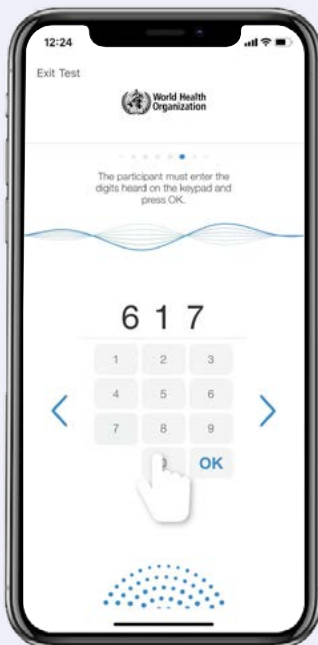 12:24
Exit Test
World Health
Organization
The participant must enter the
digits heard on the keypad and
press OK.
6 1 7
1 2 3
4 5 6
7 8 9
OK